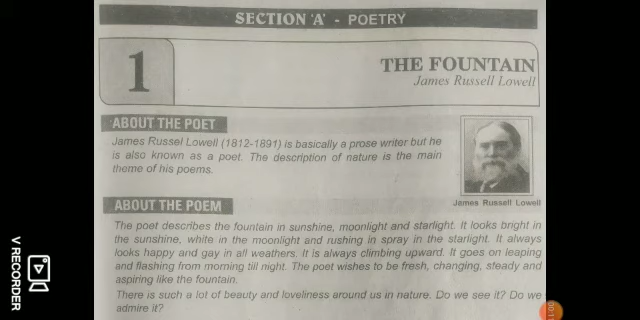 SECTION 'A' - POETRY
1
THE FOUNTAIN
James Russell Lowell
ABOUT THE POET
James Russel Lowell (1812-1891) is basically a prose writer but he
is also known as a poet. The description of nature is the main
theme of his poems.
James Russell Lowell
ABOUT THE POEM
The poet describes the fountain in sunshine, moonlight and starlight. It looks bright in
the sunshine, white in the moonlight and rushing in spray in the starlight. It always
looks happy and gay in all weathers. It is always climbing upward. It goes on leaping
and flashing from morning till night. The poet wishes to be fresh, changing, steady and
aspiring like the fountain.
There is such a lot of beauty and loveliness around us in nature. Do we see it? Do we
admire it?
V RECORDER